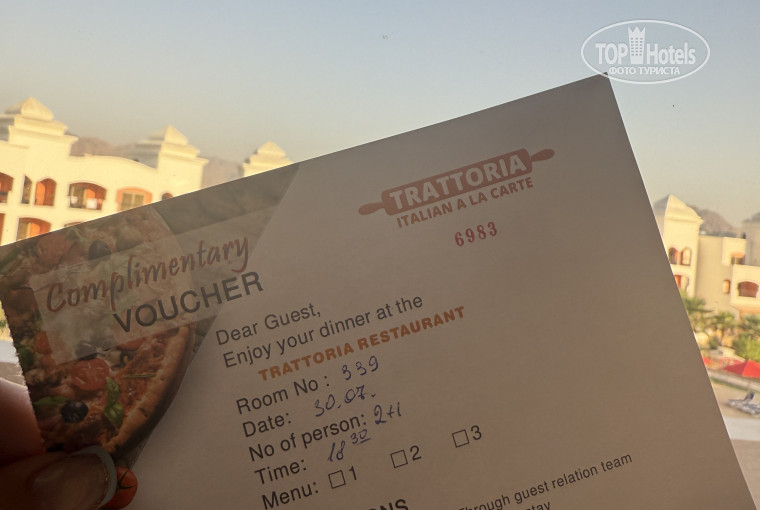 TOP Hotels
ФОТО ТУРИСТА
TRATTORIA
ITALIAN A LA CARTE
6983
Complimentary
VOUCHER
Dear Guest,
Enjoy your dinner at the
TRATTORIA RESTAURANT
Room No : 339
Date: 30.07.
No of person: 2+1
Time: 18 30
Menu: □1 □2 □3
through guest relation team